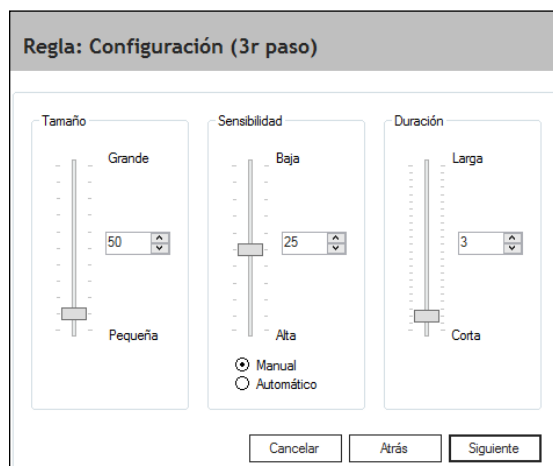 Regla: Configuración (3r paso)
Tamaño
Grande
50
Pequeña
Sensibilidad
Baja
25
Alta
Manual
Automático
Duración
Larga
3
Corta
Cancelar
Atrás
Siguiente